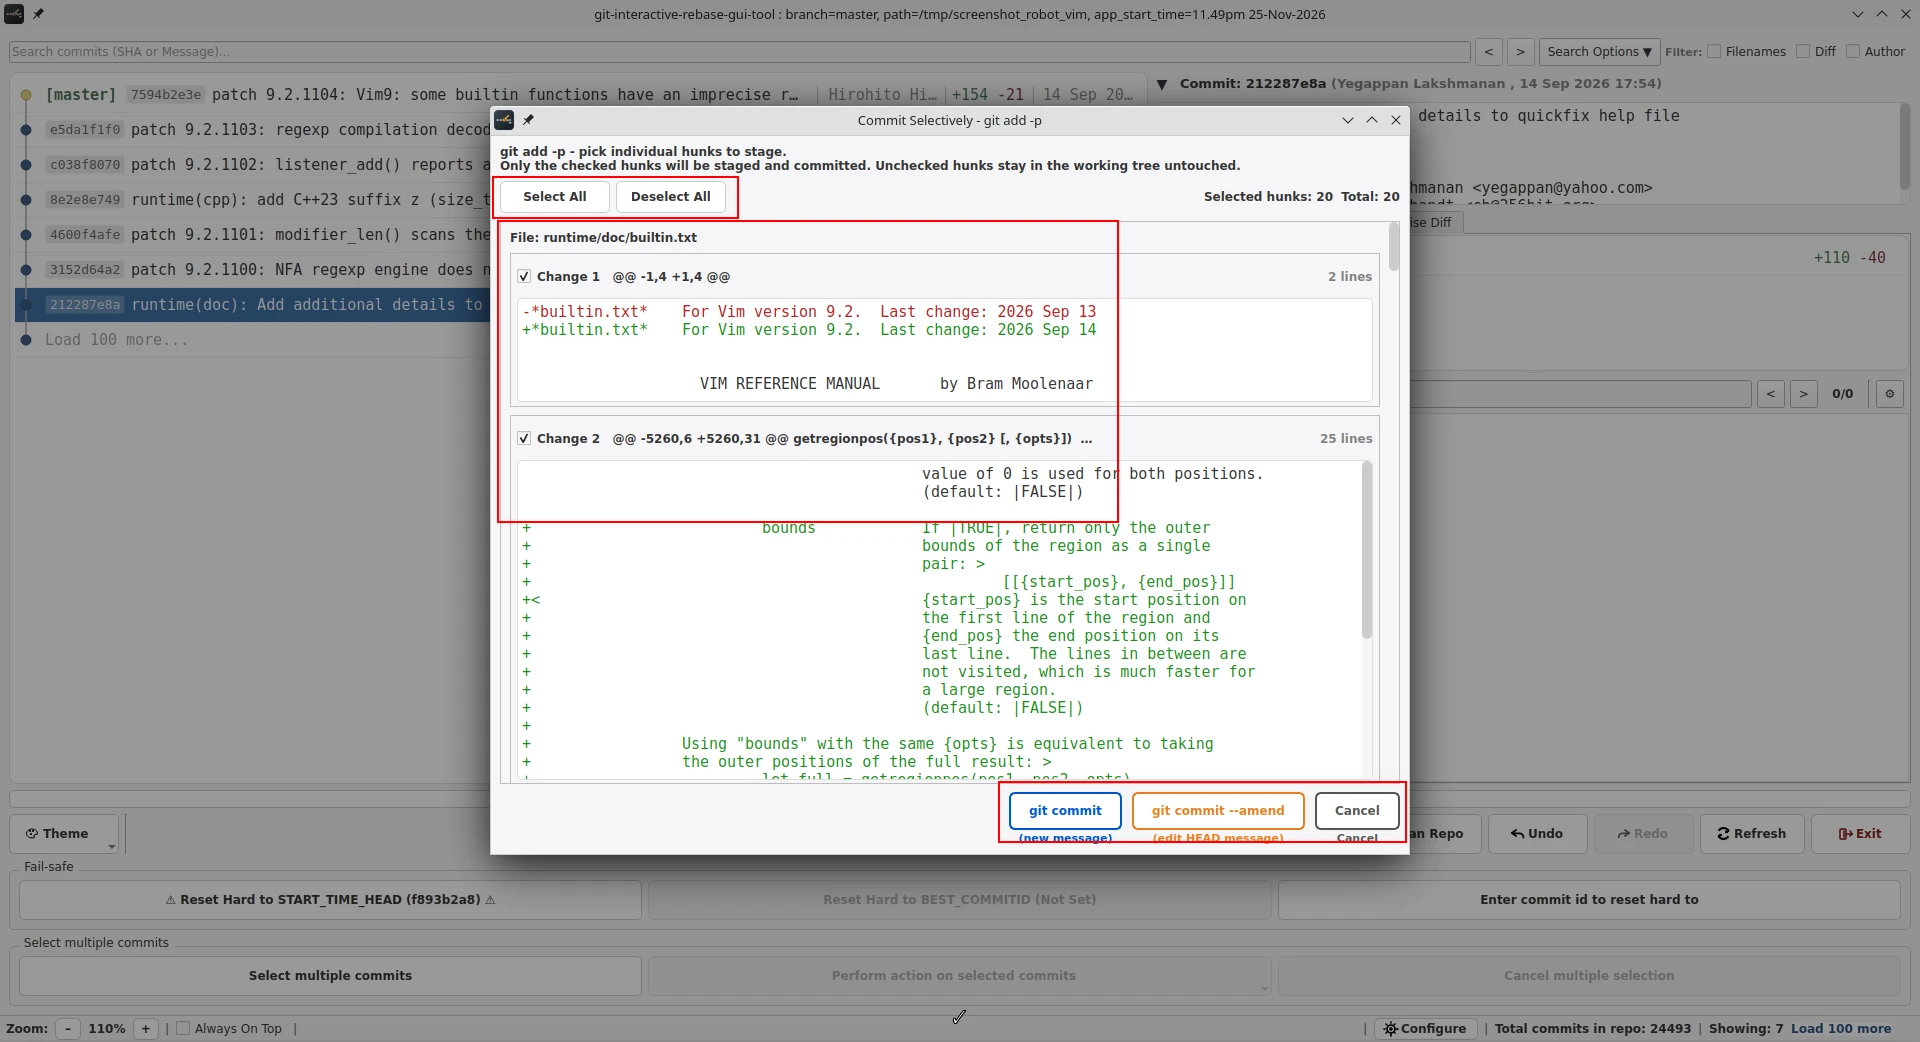 git-interactive-rebase-gui-tool : branch=master, path=/tmp/screenshot_robot_vim, app_start_time=11.49pm 25-Nov-2026
Search commits (SHA or Message)...
< > Search Options ▼ Filter: Filenames Diff Author
[master] 7594b2e3e patch 9.2.1104: Vim9: some builtin functions have an imprecise r… Hirohito Hi… +154 -21 14 Sep 20…
e5da1f1f0 patch 9.2.1103: regexp compilation decod
c038f8070 patch 9.2.1102: listener_add() reports a
8e2e8e749 runtime(cpp): add C++23 suffix z (size_t
4600f4afe patch 9.2.1101: modifier_len() scans the
3152d64a2 patch 9.2.1100: NFA regexp engine does n
212287e8a runtime(doc): Add additional details to
Load 100 more...
▼ Commit: 212287e8a (Yegappan Lakshmanan , 14 Sep 2026 17:54)
details to quickfix help file
hmanan <yegappan@yahoo.com>
ise Diff
+110 -40
< > 0/0
Commit Selectively - git add -p
git add -p - pick individual hunks to stage.
Only the checked hunks will be staged and committed. Unchecked hunks stay in the working tree untouched.
Select All Deselect All Selected hunks: 20 Total: 20
File: runtime/doc/builtin.txt
Change 1 @@ -1,4 +1,4 @@ 2 lines
-*builtin.txt* For Vim version 9.2. Last change: 2026 Sep 13
+*builtin.txt* For Vim version 9.2. Last change: 2026 Sep 14
VIM REFERENCE MANUAL by Bram Moolenaar
Change 2 @@ -5260,6 +5260,31 @@ getregionpos({pos1}, {pos2} [, {opts}]) … 25 lines
value of 0 is used for both positions.
(default: |FALSE|)
+ bounds If |TRUE|, return only the outer
+ bounds of the region as a single
+ pair: >
+ [[{start_pos}, {end_pos}]]
+< {start_pos} is the start position on
+ the first line of the region and
+ {end_pos} the end position on its
+ last line. The lines in between are
+ not visited, which is much faster for
+ a large region.
+ (default: |FALSE|)
+
+ Using "bounds" with the same {opts} is equivalent to taking
+ the outer positions of the full result: >
+ let full = getregionpos(pos1, pos2, opts)
git commit git commit --amend Cancel
(new message) (edit HEAD message) Cancel
Theme an Repo Undo Redo Refresh Exit
Fail-safe
⚠ Reset Hard to START_TIME_HEAD (f893b2a8) ⚠ Reset Hard to BEST_COMMITID (Not Set) Enter commit id to reset hard to
Select multiple commits
Select multiple commits Perform action on selected commits Cancel multiple selection
Zoom: - 110% + | Always On Top | | Configure | Total commits in repo: 24493 | Showing: 7 Load 100 more